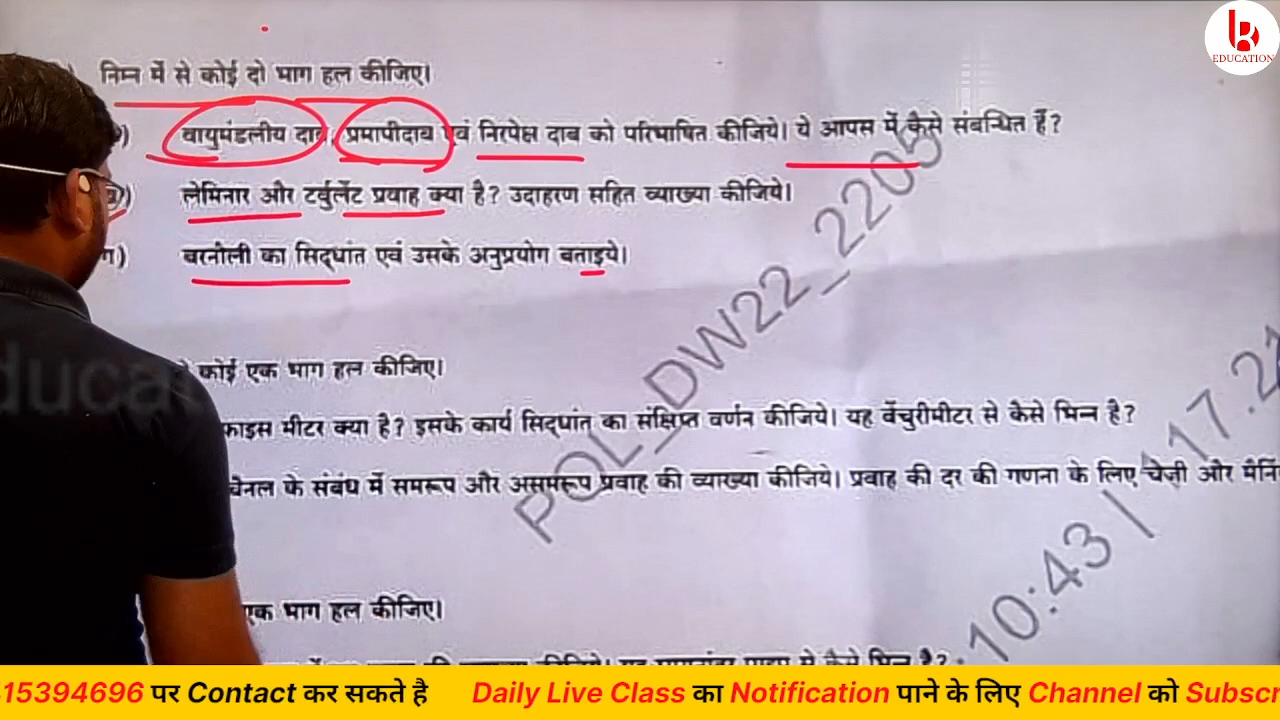 EDUCATION
निम्न में से कोई दो भाग हल कीजिए।
वायुमंडलीय दाब, प्रमापीदाब एवं निरपेक्ष दाब को परिभाषित कीजिये। ये आपस में कैसे संबन्धित हैं?
लेमिनार और टर्वुलेंट प्रवाह क्या है? उदाहरण सहित व्याख्या कीजिये।
बरनौली का सिद्धांत एवं उसके अनुप्रयोग बताइये।
कोई एक भाग हल कीजिए।
मीटर क्या है? इसके कार्य सिद्धांत का संक्षिप्त वर्णन कीजिये। यह वेंचुरीमीटर से कैसे भिन्न है?
चेनल के संबंध में समरूप और असमरूप प्रवाह की व्याख्या कीजिये। प्रवाह की दर की गणना के लिए चेज़ी और
एक भाग हल कीजिए।
POL_DW22_2205
10:43 | 117.2
15394696 पर Contact कर सकते है Daily Live Class का Notification पाने के लिए Channel को Subscr